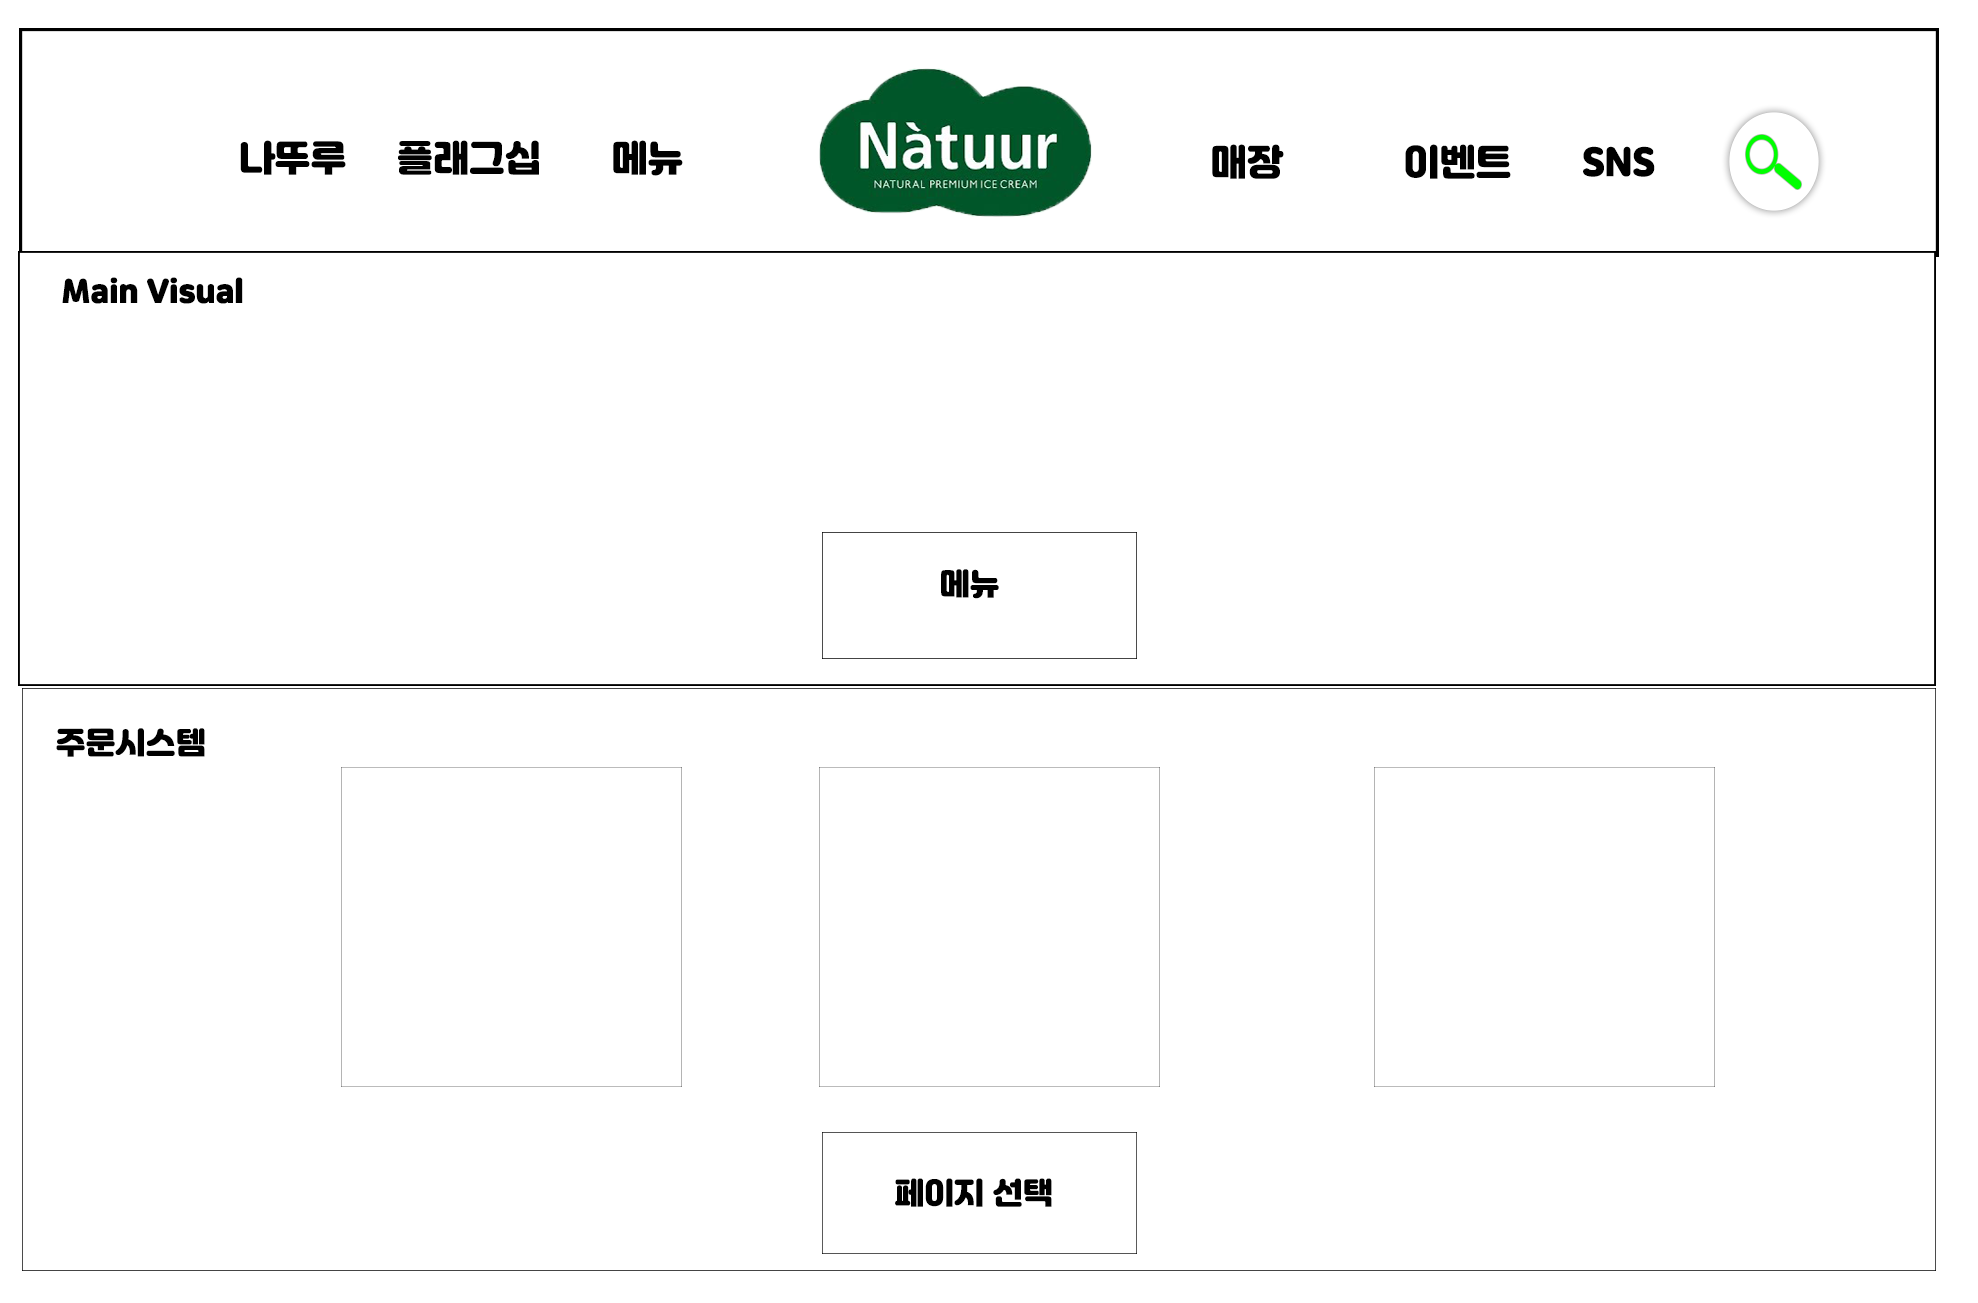 나뚜루 플래그십 메뉴
Nàtuur
NATURAL PREMIUM ICE CREAM
매장 이벤트 SNS
Main Visual
메뉴
주문시스템
페이지 선택